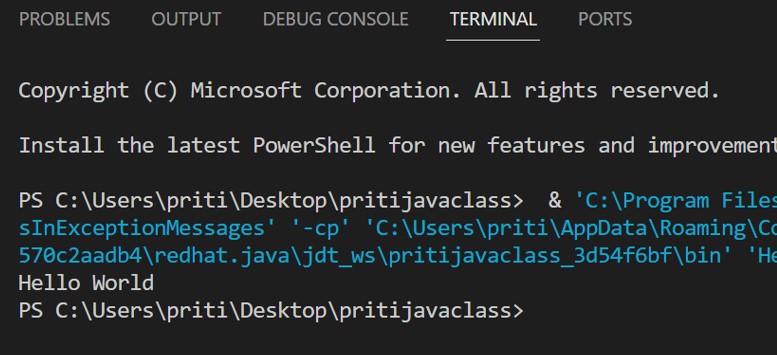 PROBLEMS OUTPUT DEBUG CONSOLE TERMINAL PORTS
Copyright (C) Microsoft Corporation. All rights reserved.
Install the latest PowerShell for new features and improvement
PS C:\Users\priti\Desktop\pritijavaclass>  & 'C:\Program Files
sInExceptionMessages' '-cp' 'C:\Users\priti\AppData\Roaming\Co
570c2aadb4\redhat.java\jdt_ws\pritijavaclass_3d54f6bf\bin' 'He
Hello World
PS C:\Users\priti\Desktop\pritijavaclass>